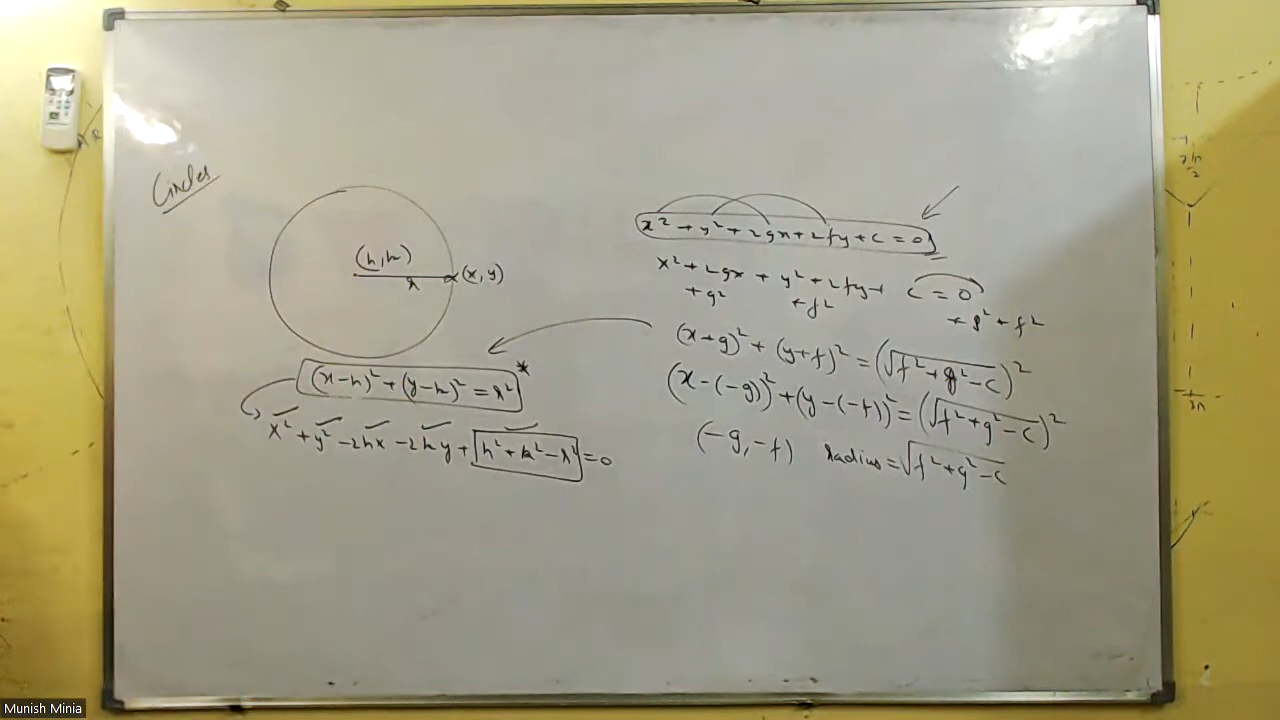 Circles
(h,k)
r
(x,y)
(x-h)²+(y-k)²=r² *
x²+y²-2hx-2ky+h²+k²-r²=0
x²+y²+2gx+2fy+c=0
x²+2gx+y²+2fy+c=0
+g² +f² +g²+f²
(x+g)²+(y+f)²=(√f²+g²-c)²
(x-(-g))²+(y-(-f))²=(√f²+g²-c)²
(-g,-f) Radius=√f²+g²-c
Munish Minia